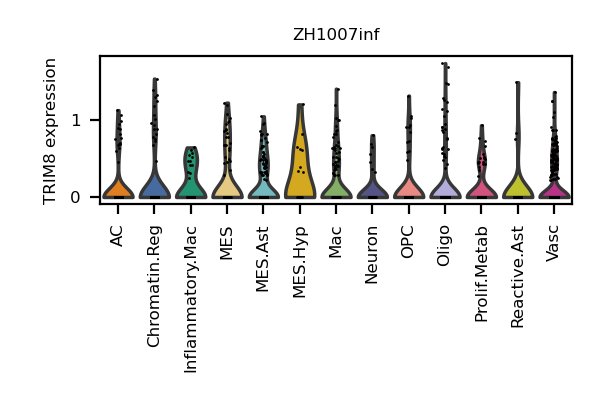 ZH1007inf
TRIM8 expression
1
0
AC
Chromatin.Reg
Inflammatory.Mac
MES
MES.Ast
MES.Hyp
Mac
Neuron
OPC
Oligo
Prolif.Metab
Reactive.Ast
Vasc